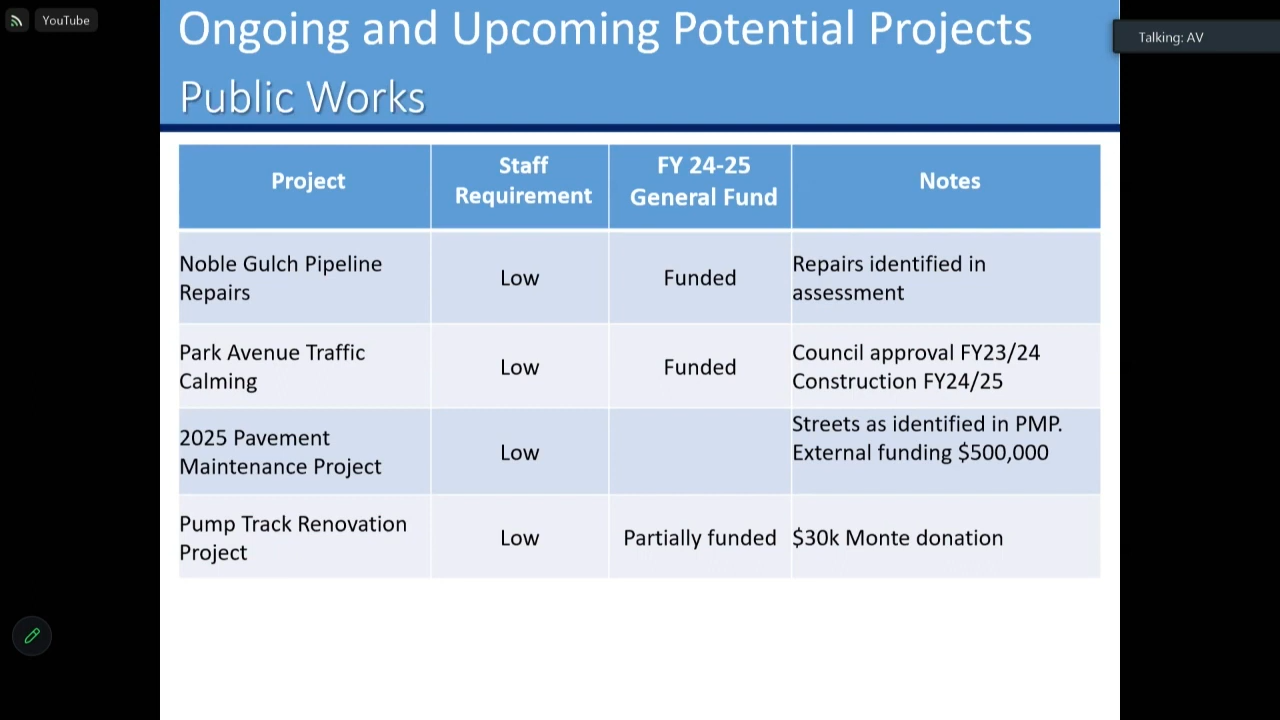 YouTube
Talking: AV
Ongoing and Upcoming Potential Projects
Public Works
Project
Staff
Requirement
FY 24-25
General Fund
Notes
Noble Gulch Pipeline
Repairs
Low
Funded
Repairs identified in
assessment
Park Avenue Traffic
Calming
Low
Funded
Council approval FY23/24
Construction FY24/25
2025 Pavement
Maintenance Project
Low
Streets as identified in PMP.
External funding $500,000
Pump Track Renovation
Project
Low
Partially funded
$30k Monte donation